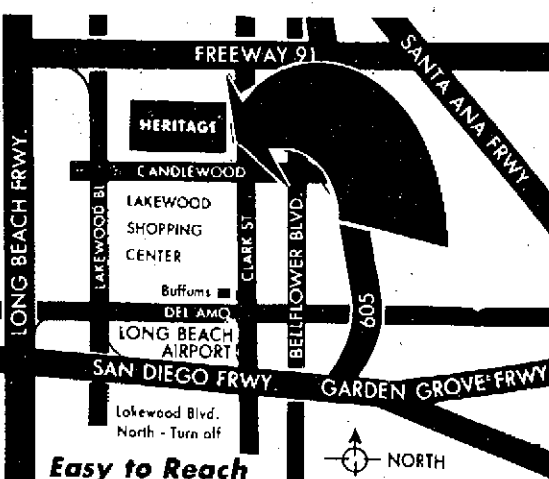 FREEWAY 91
SANTA ANA FRWY.
HERITAGE
CANDLEWOOD
LONG BEACH FRWY.
LAKEWOOD BL
LAKEWOOD
SHOPPING
CENTER
CLARK ST.
BELLFLOWER BLVD.
Buffums
DEL AMO
605
LONG BEACH
AIRPORT
SAN DIEGO FRWY.
GARDEN GROVE FRWY
Lakewood Blvd.
North - Turn off
Easy to Reach
NORTH